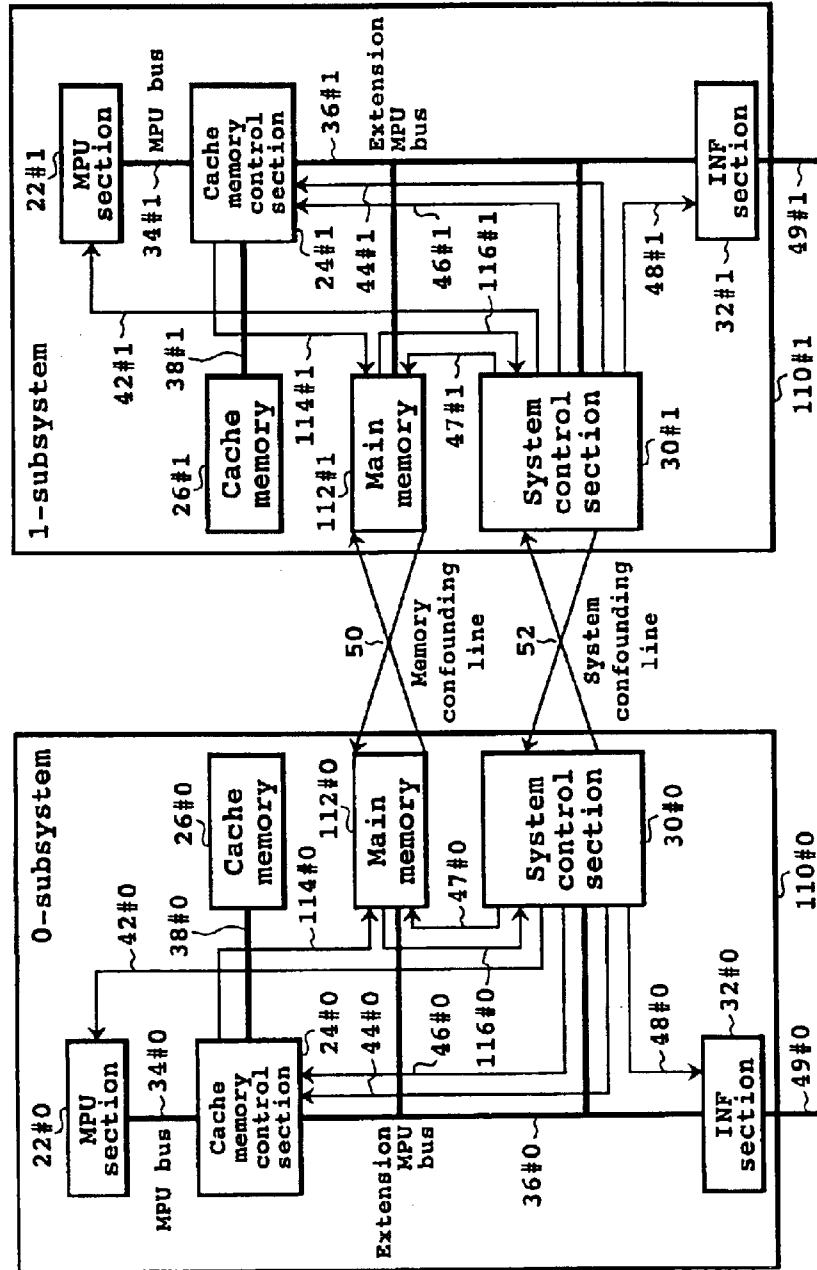 0-subsystem
22#0
MPU
section
42#0
26#0
Cache
memory
MPU bus
34#0
38#0
Cache
memory
control
section
24#0
44#0
114#0
112#0
Main
memory
46#0
47#0
116#0
Extension
MPU
bus
System
control
section
30#0
36#0
48#0
INF
section
32#0
49#0
110#0
50
Memory
confounding
line
52
System
confounding
line
1-subsystem
22#1
MPU
section
42#1
26#1
Cache
memory
38#1
34#1
MPU bus
Cache
memory
control
section
24#1
44#1
114#1
112#1
Main
memory
46#1
47#1
116#1
36#1
Extension
MPU
bus
System
control
section
30#1
48#1
INF
section
32#1
49#1
110#1